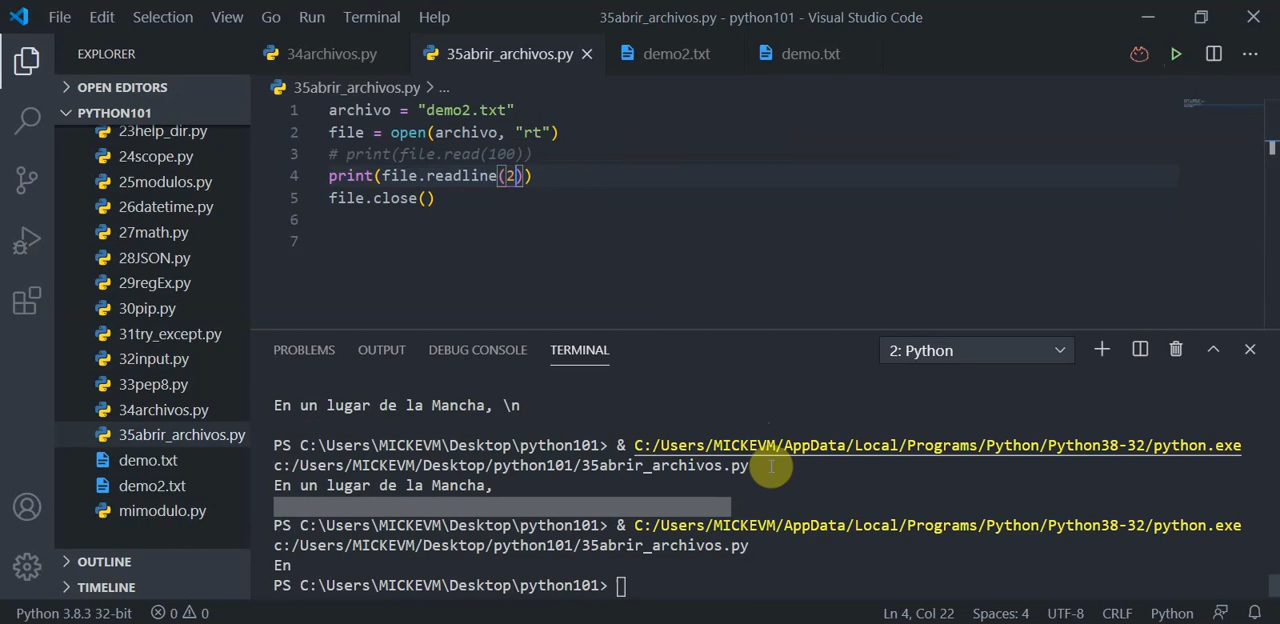 File Edit Selection View Go Run Terminal Help 35abrir_archivos.py - python101 - Visual Studio Code
EXPLORER
34archivos.py 35abrir_archivos.py demo2.txt demo.txt
OPEN EDITORS
PYTHON101
23help_dir.py
24scope.py
25modulos.py
26datetime.py
27math.py
28JSON.py
29regEx.py
30pip.py
31try_except.py
32input.py
33pep8.py
34archivos.py
35abrir_archivos.py
demo.txt
demo2.txt
mimodulo.py
OUTLINE
TIMELINE
35abrir_archivos.py > ...
1 archivo = "demo2.txt"
2 file = open(archivo, "rt")
3 # print(file.read(100))
4 print(file.readline(2))
5 file.close()
6
7
PROBLEMS OUTPUT DEBUG CONSOLE TERMINAL 2: Python
En un lugar de la Mancha, \n
PS C:\Users\MICKEVM\Desktop\python101> & C:/Users/MICKEVM/AppData/Local/Programs/Python/Python38-32/python.exe
c:/Users/MICKEVM/Desktop/python101/35abrir_archivos.py
En un lugar de la Mancha,
PS C:\Users\MICKEVM\Desktop\python101> & C:/Users/MICKEVM/AppData/Local/Programs/Python/Python38-32/python.exe
c:/Users/MICKEVM/Desktop/python101/35abrir_archivos.py
En
PS C:\Users\MICKEVM\Desktop\python101>
Python 3.8.3 32-bit 0 0 Ln 4, Col 22 Spaces: 4 UTF-8 CRLF Python